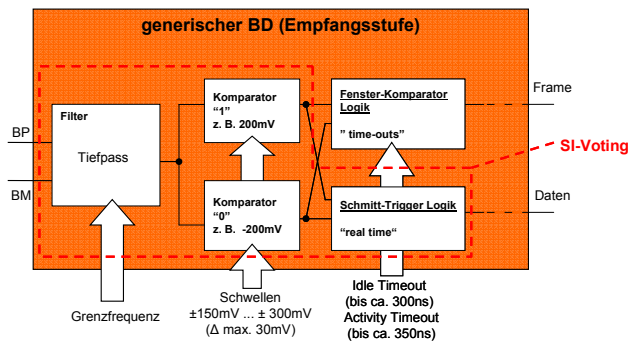 generischer BD (Empfangsstufe)
Filter
Tiefpass
BP
BM
Komparator
“1”
z. B. 200mV
Komparator
“0”
z. B. -200mV
Fenster-Komparator
Logik
” time-outs”
Schmitt-Trigger Logik
“real time“
Frame
SI-Voting
Daten
Grenzfrequenz
Schwellen
±150mV ... ± 300mV
(Δ max. 30mV)
Idle Timeout
(bis ca. 300ns)
Activity Timeout
(bis ca. 350ns)